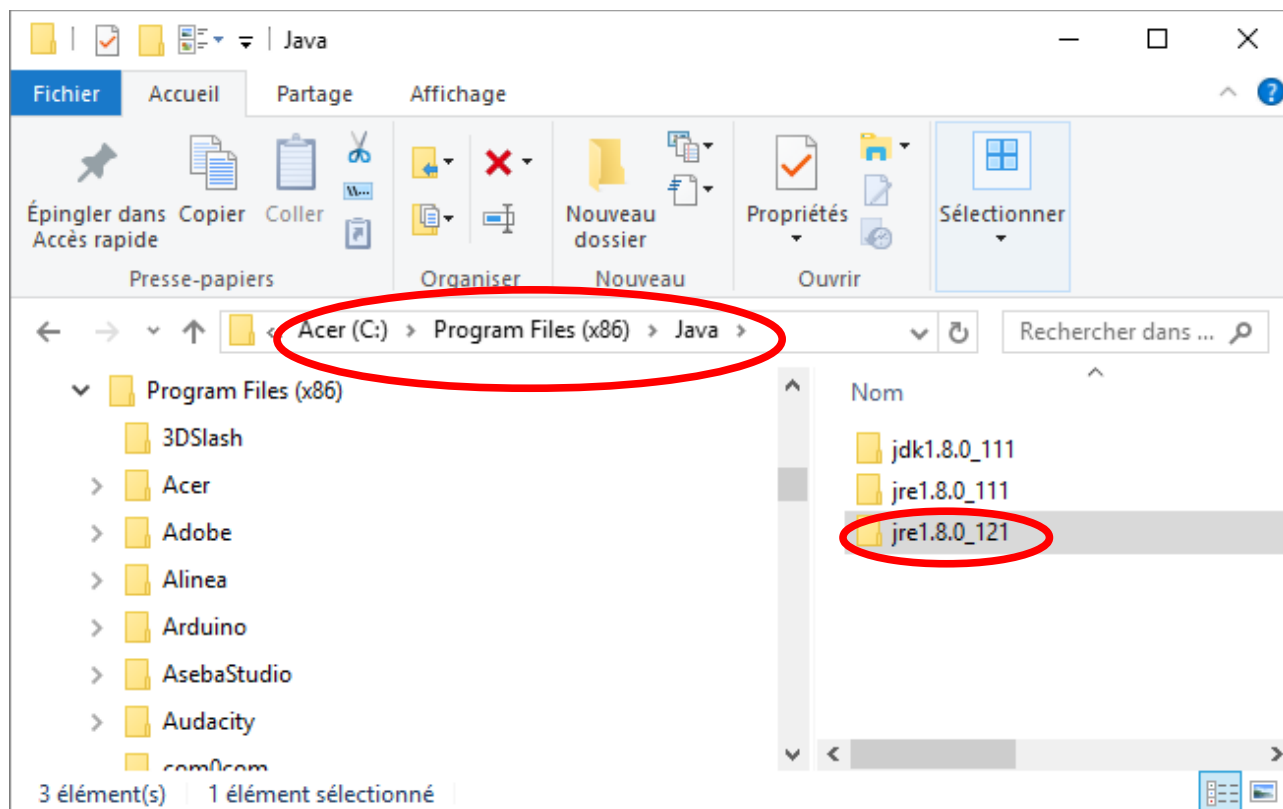 Java
Fichier Accueil Partage Affichage
Épingler dans Accès rapide
Copier
Coller
Nouveau dossier
Propriétés
Sélectionner
Presse-papiers Organiser Nouveau Ouvrir
Acer (C:) > Program Files (x86) > Java > Rechercher dans ...
Program Files (x86)
3DSlash
Acer
Adobe
Alinea
Arduino
AsebaStudio
Audacity
com0com
Nom
jdk1.8.0_111
jre1.8.0_111
jre1.8.0_121
3 élément(s) 1 élément sélectionné